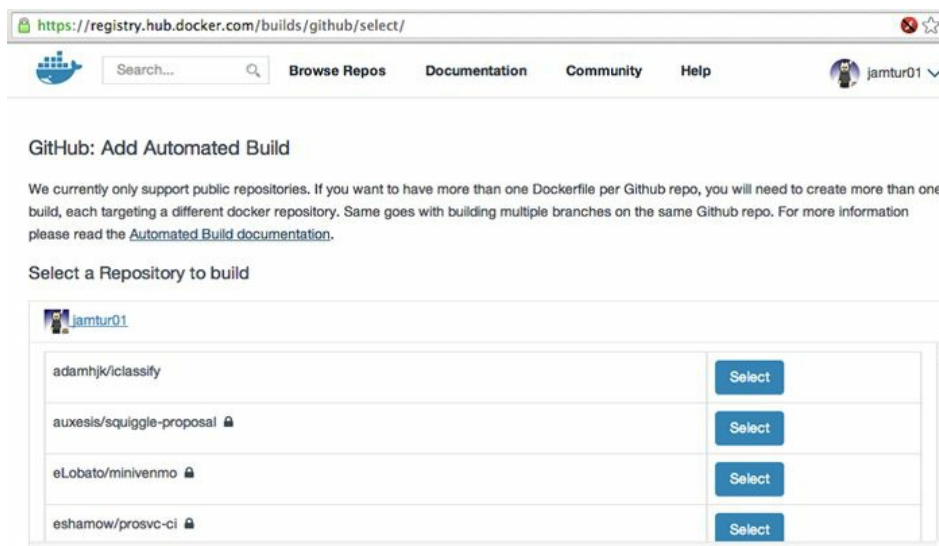 https://registry.hub.docker.com/builds/github/select/
Search...
Browse Repos
Documentation
Community
Help
jamtur01
GitHub: Add Automated Build
We currently only support public repositories. If you want to have more than one Dockerfile per Github repo, you will need to create more than one
build, each targeting a different docker repository. Same goes with building multiple branches on the same Github repo. For more information
please read the Automated Build documentation.
Select a Repository to build
jamtur01
adamhjk/iclassify
Select
auxesis/squiggle-proposal
Select
eLobato/minivenmo
Select
eshamow/prosvc-ci
Select